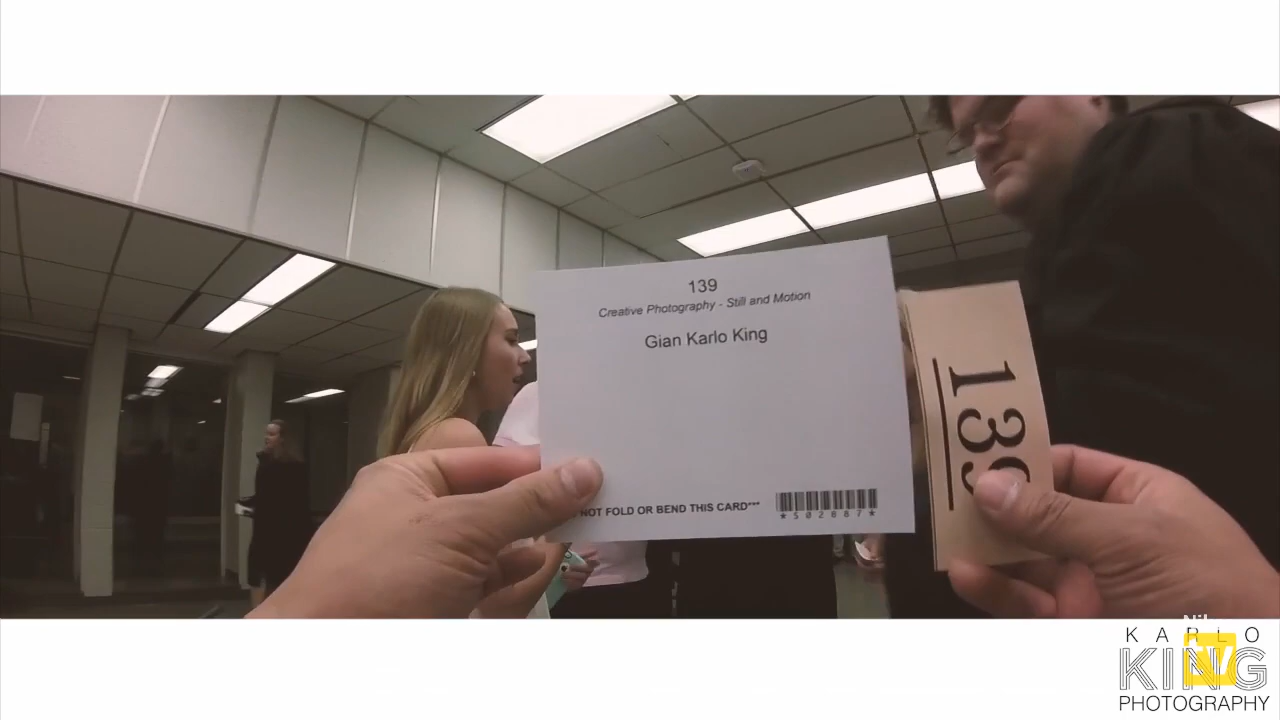 139
Creative Photography - Still and Motion
Gian Karlo King
NOT FOLD OR BEND THIS CARD***
*502887*
139
KARLO
KING
PHOTOGRAPHY